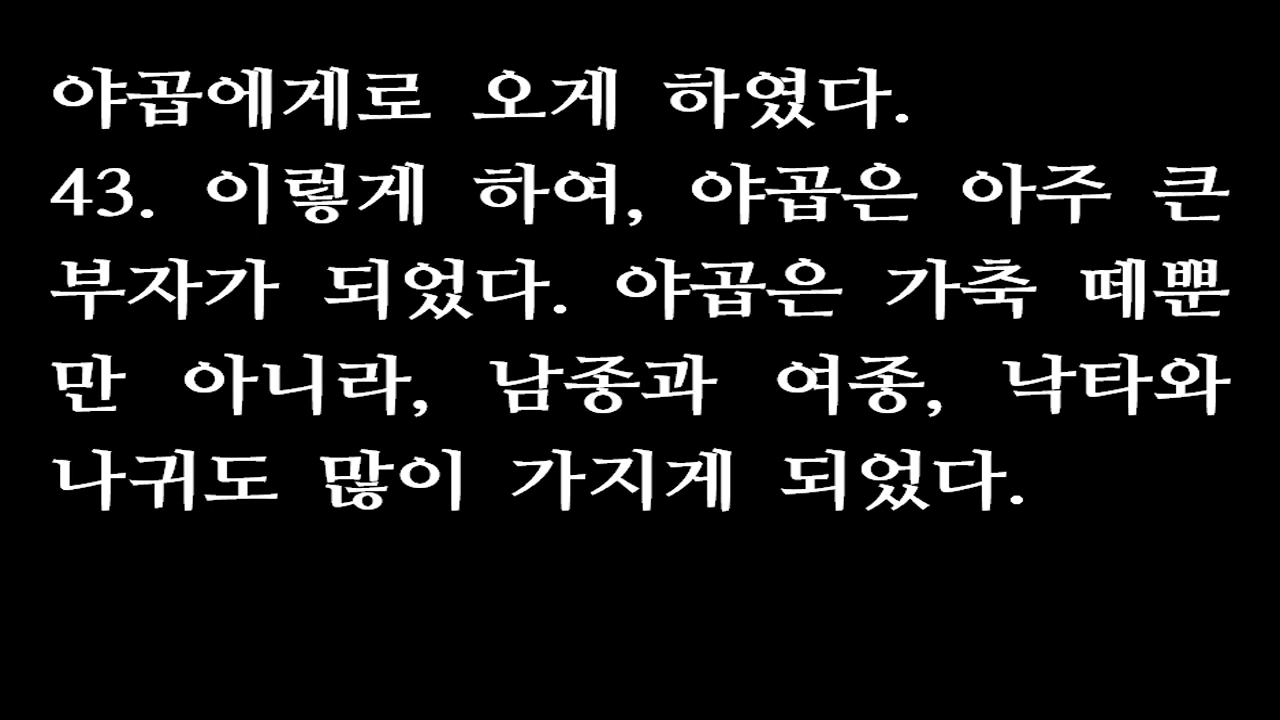 야곱에게로 오게 하였다.
43. 이렇게 하여, 야곱은 아주 큰
부자가 되었다. 야곱은 가축 떼뿐
만 아니라, 남종과 여종, 낙타와
나귀도 많이 가지게 되었다.